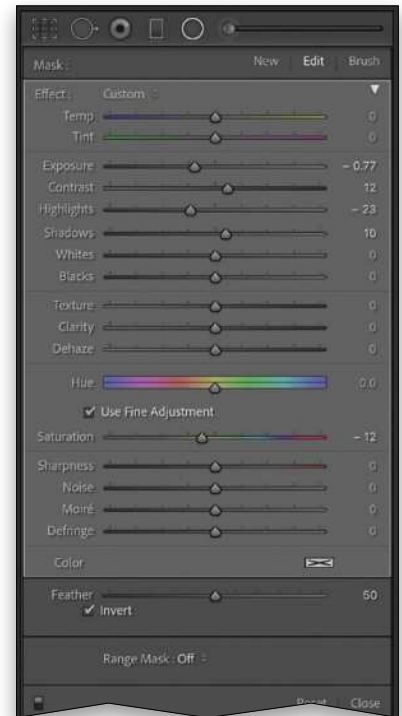 Mask : New Edit Brush
Effect : Custom
Temp 0
Tint 0
Exposure – 0.77
Contrast 12
Highlights – 23
Shadows 10
Whites 0
Blacks 0
Texture 0
Clarity 0
Dehaze 0
Hue 0.0
Use Fine Adjustment
Saturation – 12
Sharpness 0
Noise 0
Moiré 0
Defringe 0
Color
Feather 50
Invert
Range Mask : Off
Reset Close